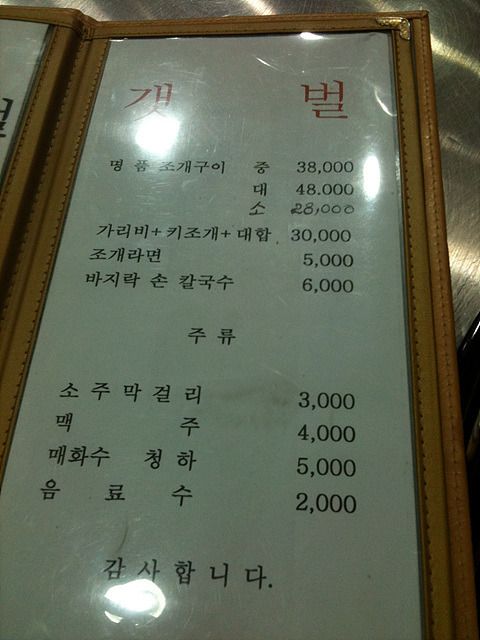 갯 벌
명 품 조개구이 중 38,000
대 48.000
소 28,000
가리비+키조개+대합 30,000
조개라면 5,000
바지락 손 칼국수 6,000
주 류
소 주 막 걸 리 3,000
맥 주 4,000
매화수 청 하 5,000
음 료 수 2,000
감 사 합 니 다.